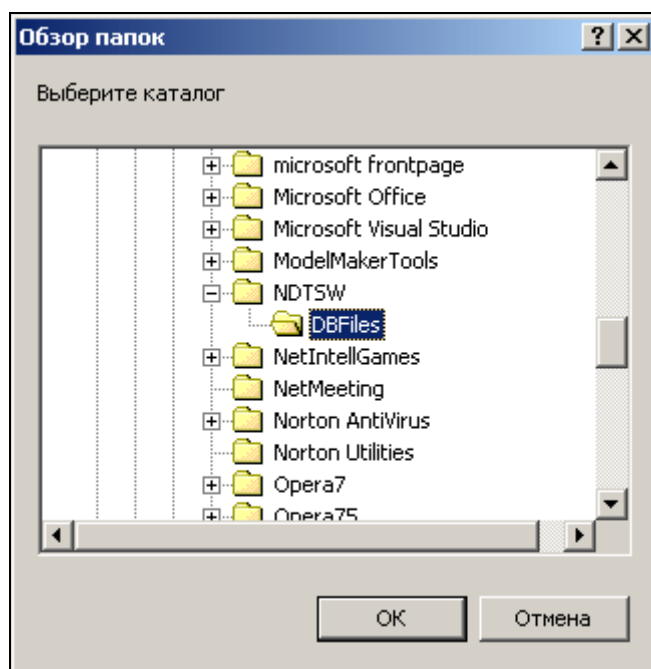 Обзор папок
Выберите каталог
microsoft frontpage
Microsoft Office
Microsoft Visual Studio
ModelMakerTools
NDTSW
DBFiles
NetIntellGames
NetMeeting
Norton AntiVirus
Norton Utilities
Opera7
Opera75
OK Отмена